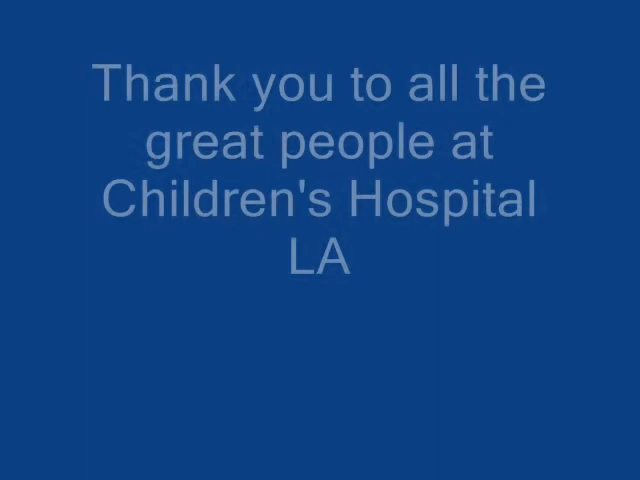 Thank you to all the
great people at
Children's Hospital
LA